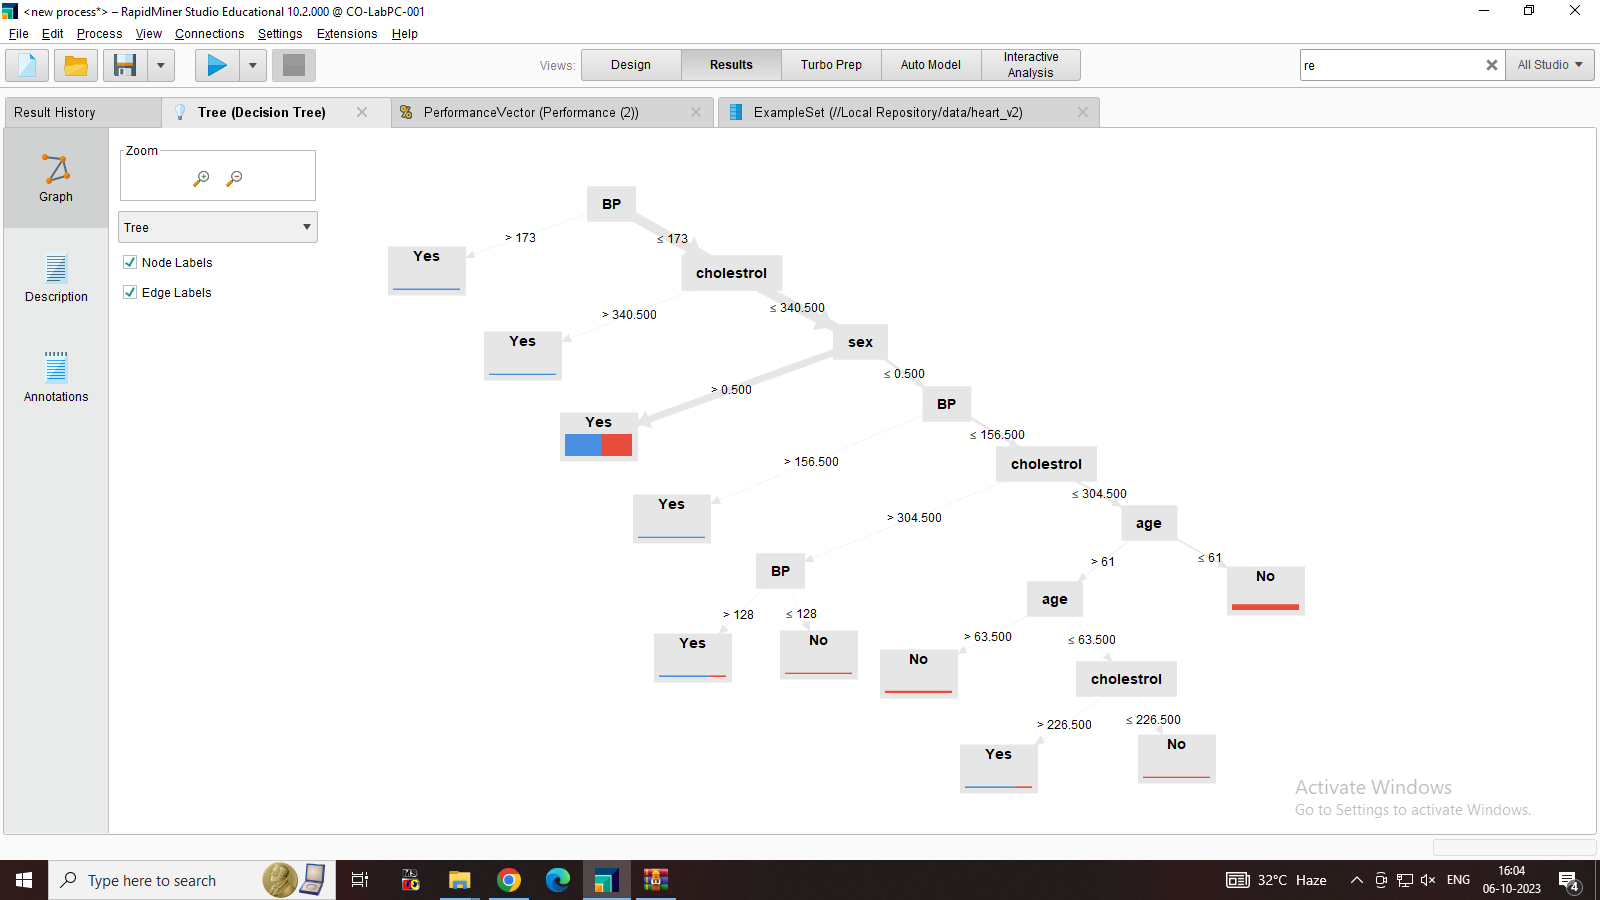 <new process*> – RapidMiner Studio Educational 10.2.000 @ CO-LabPC-001
File Edit Process View Connections Settings Extensions Help
Views: Design Results Turbo Prep Auto Model Interactive Analysis
re
All Studio
Result History
Tree (Decision Tree)
PerformanceVector (Performance (2))
ExampleSet (//Local Repository/data/heart_v2)
Graph
Description
Annotations
Zoom
Tree
Node Labels
Edge Labels
BP
> 173
≤ 173
Yes
cholestrol
> 340.500
≤ 340.500
Yes
sex
> 0.500
≤ 0.500
Yes
BP
> 156.500
≤ 156.500
Yes
cholestrol
> 304.500
≤ 304.500
BP
age
> 128
≤ 128
> 61
≤ 61
Yes
No
age
No
> 63.500
≤ 63.500
No
cholestrol
> 226.500
≤ 226.500
Yes
No
Activate Windows
Go to Settings to activate Windows.
Type here to search
32°C Haze
ENG
16:04
06-10-2023
4